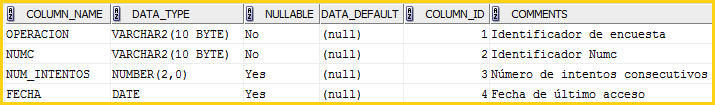 COLUMN_NAME DATA_TYPE NULLABLE DATA_DEFAULT COLUMN_ID COMMENTS
OPERACION VARCHAR2(10 BYTE) No (null) 1 Identificador de encuesta
NUMC VARCHAR2(10 BYTE) No (null) 2 Identificador Numc
NUM_INTENTOS NUMBER(2,0) Yes (null) 3 Número de intentos consecutivos
FECHA DATE Yes (null) 4 Fecha de último acceso